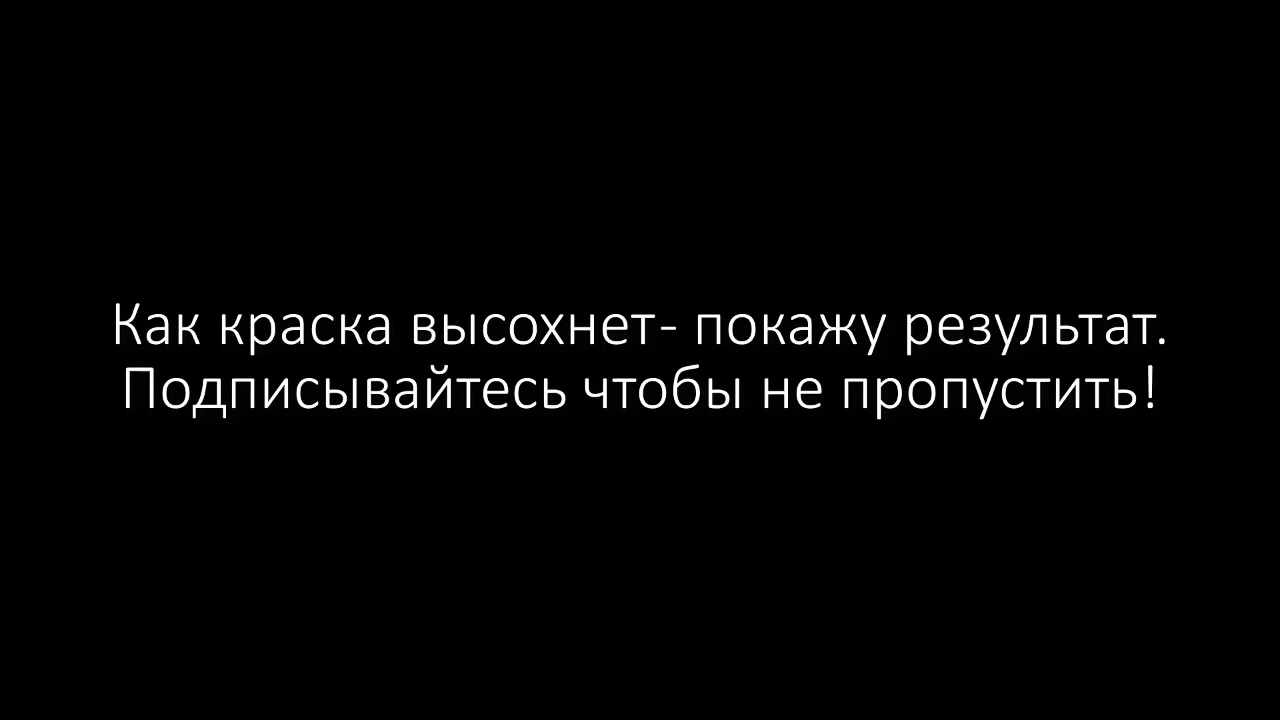 Как краска высохнет- покажу результат.
Подписывайтесь чтобы не пропустить!